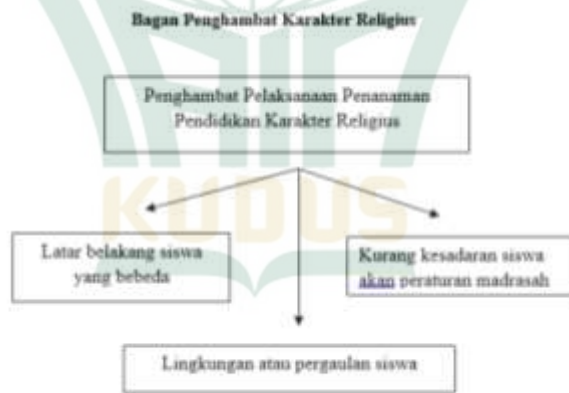 Bagan Penghambat Karakter Religius
Penghambat Pelaksanaan Penanaman
Pendidikan Karakter Religius
KUDUS
Latar belakang siswa
yang bebeda
Kurang kesadaran siswa
akan peraturan madrasah
Lingkungan atau pergaulan siswa